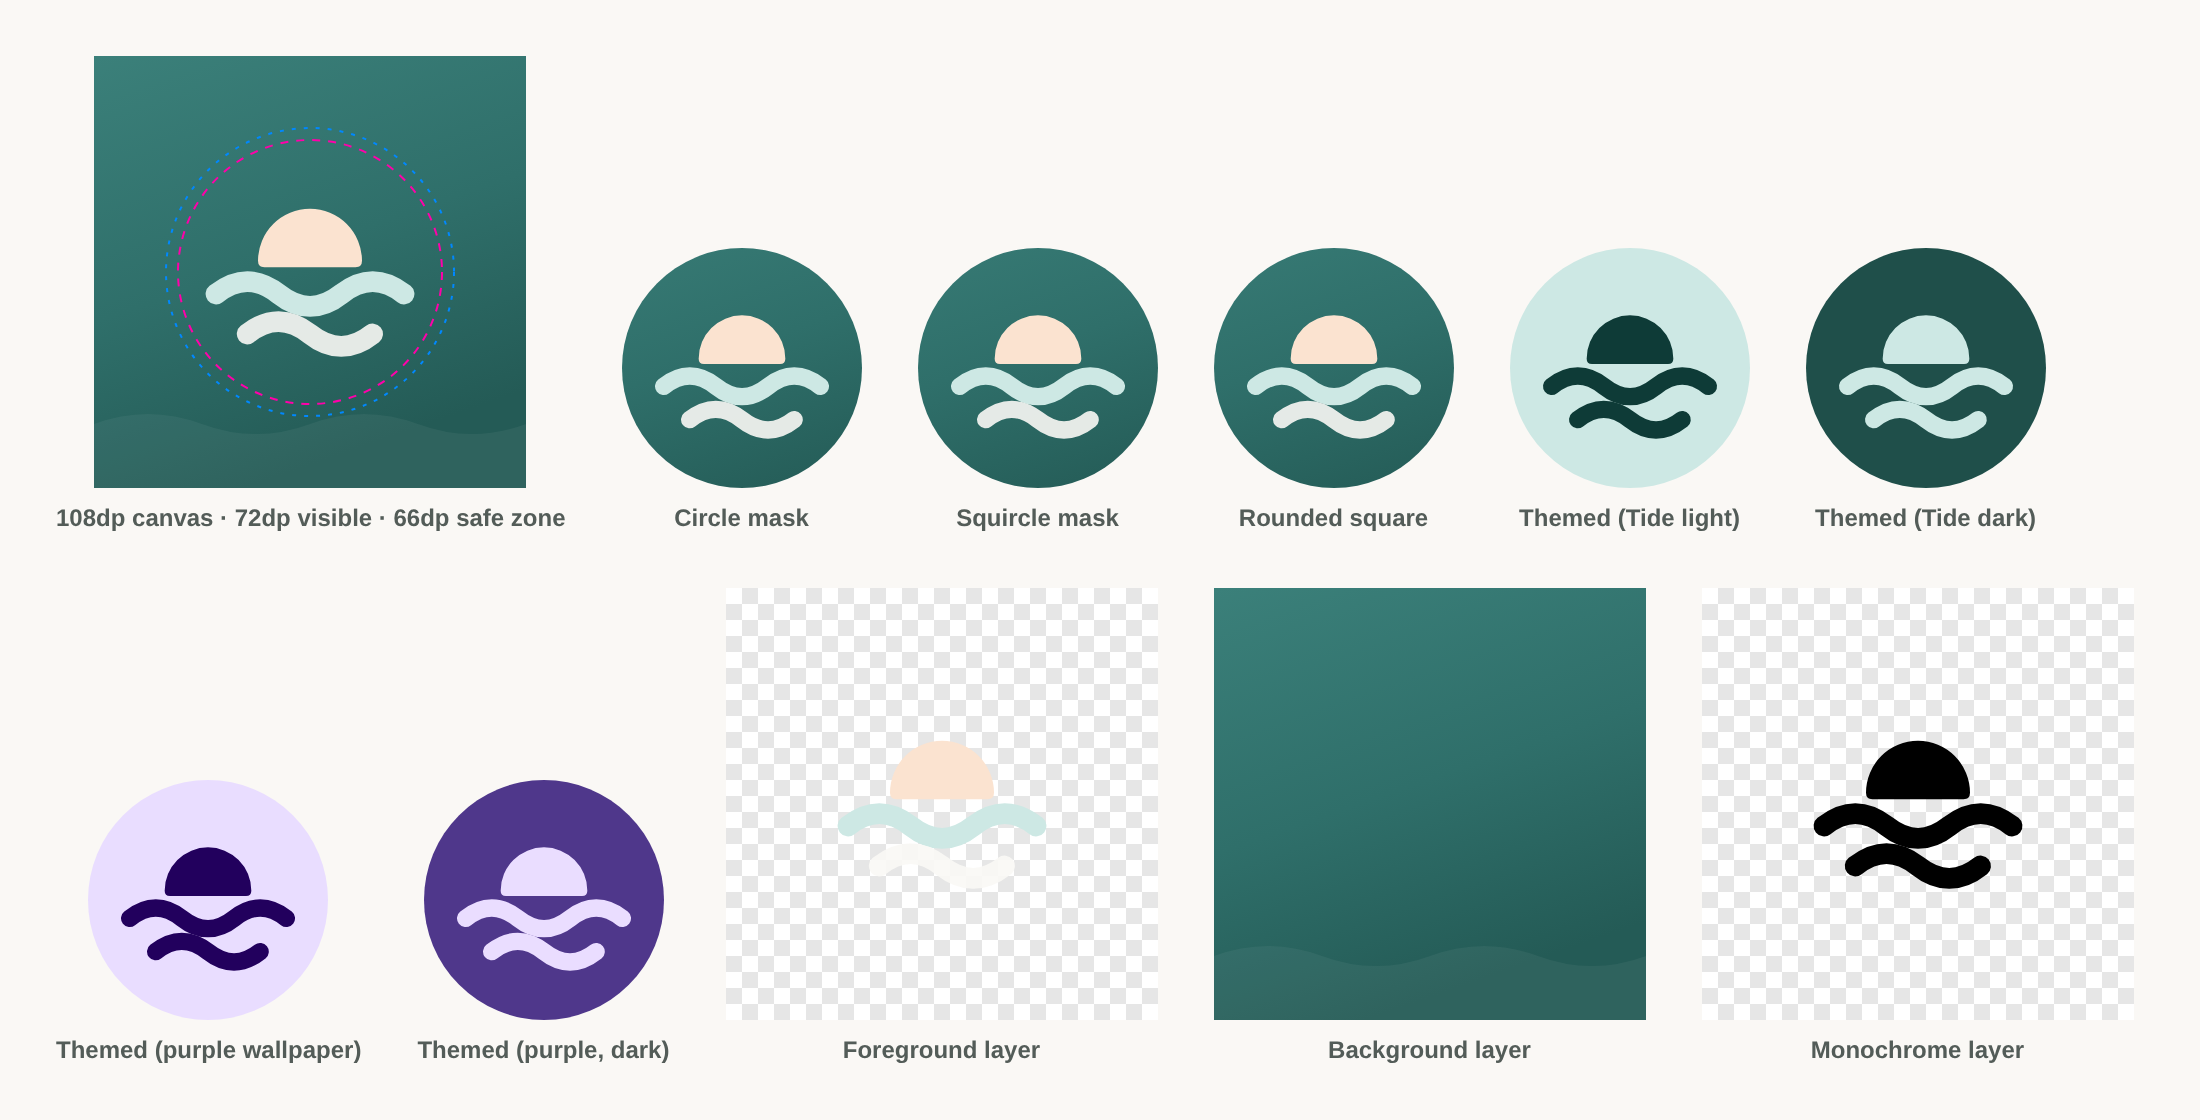 108dp canvas · 72dp visible · 66dp safe zone
Circle mask
Squircle mask
Rounded square
Themed (Tide light)
Themed (Tide dark)
Themed (purple wallpaper)
Themed (purple, dark)
Foreground layer
Background layer
Monochrome layer